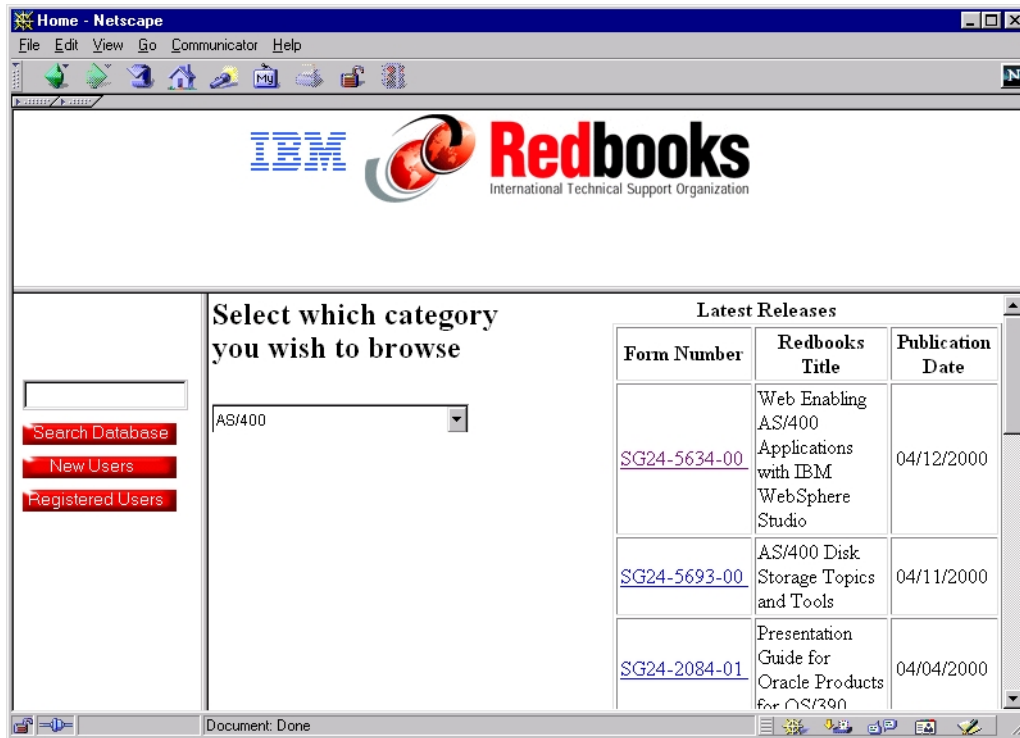 Home - Netscape
File Edit View Go Communicator Help
My
N
IBM
Redbooks
International Technical Support Organization
Search Database
New Users
Registered Users
Select which category
you wish to browse
AS/400
Latest Releases
Form Number
Redbooks
Title
Publication
Date
SG24-5634-00
Web Enabling
AS/400
Applications
with IBM
WebSphere
Studio
04/12/2000
SG24-5693-00
AS/400 Disk
Storage Topics
and Tools
04/11/2000
SG24-2084-01
Presentation
Guide for
Oracle Products
for OS/390
04/04/2000
Document: Done